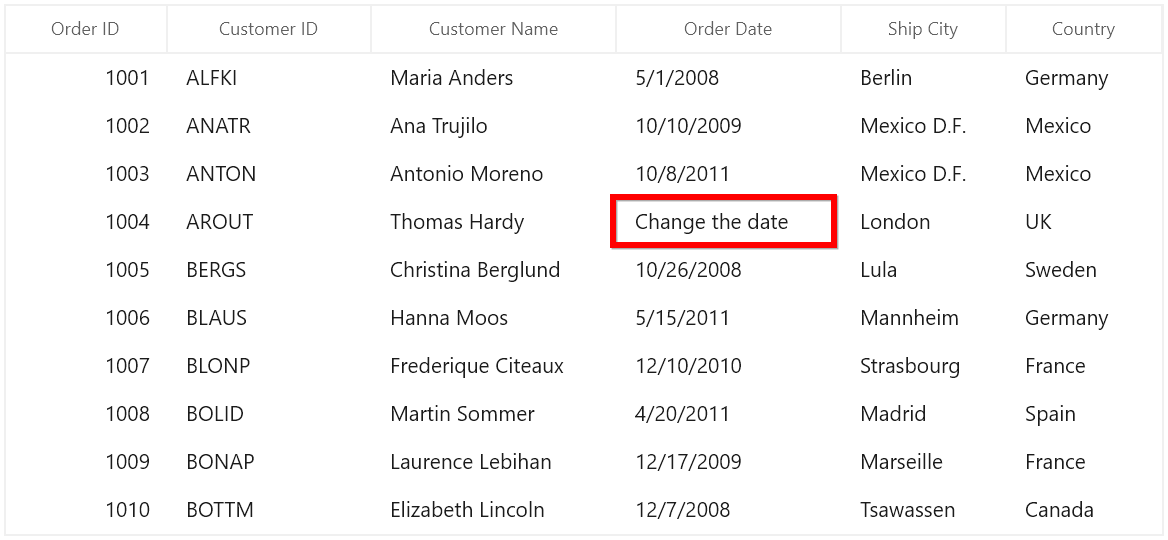 Order ID Customer ID Customer Name Order Date Ship City Country
1001 ALFKI Maria Anders 5/1/2008 Berlin Germany
1002 ANATR Ana Trujilo 10/10/2009 Mexico D.F. Mexico
1003 ANTON Antonio Moreno 10/8/2011 Mexico D.F. Mexico
1004 AROUT Thomas Hardy Change the date London UK
1005 BERGS Christina Berglund 10/26/2008 Lula Sweden
1006 BLAUS Hanna Moos 5/15/2011 Mannheim Germany
1007 BLONP Frederique Citeaux 12/10/2010 Strasbourg France
1008 BOLID Martin Sommer 4/20/2011 Madrid Spain
1009 BONAP Laurence Lebihan 12/17/2009 Marseille France
1010 BOTTM Elizabeth Lincoln 12/7/2008 Tsawassen Canada